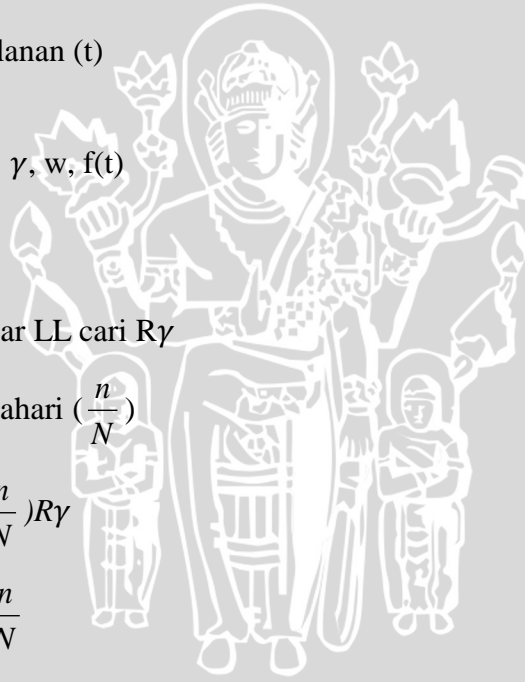 lanan (t)
γ, w, f(t)
ar LL cari Rγ
ahari (n/N)
n/N )Rγ
n/N